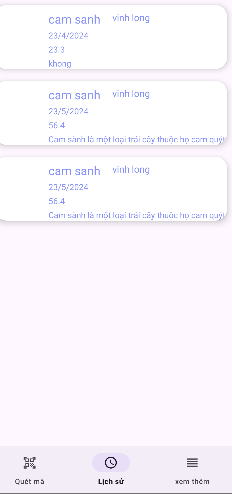 cam sanh vinh long
23/4/2024
23.3
khong
cam sanh vinh long
23/5/2024
56.4
Cam sành là một loại trái cây thuộc họ cam quýt
cam sanh vinh long
23/5/2024
56.4
Cam sành là một loại trái cây thuộc họ cam quýt
Quét mã Lịch sử xem thêm